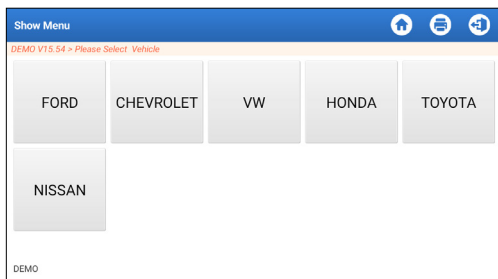 Show Menu
DEMO V15.54 > Please Select Vehicle
FORD CHEVROLET VW HONDA TOYOTA
NISSAN
DEMO